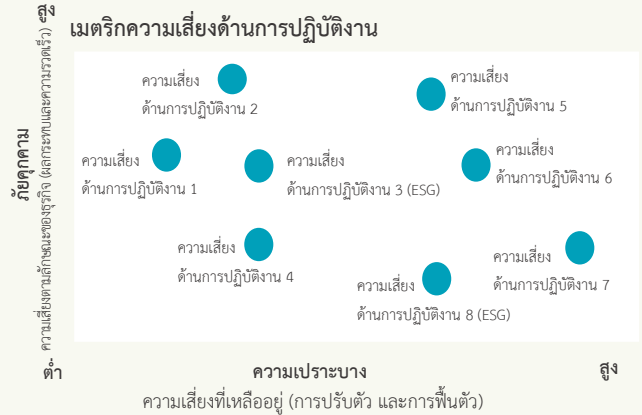 สูง
เมตริกความเสี่ยงด้านการปฏิบัติงาน
ภัยคุกคาม
ความเสี่ยงตามลักษณะของธุรกิจ (ผลกระทบและความรวดเร็ว)
ความเสี่ยง
ด้านการปฏิบัติงาน 2
ความเสี่ยง
ด้านการปฏิบัติงาน 5
ความเสี่ยง
ด้านการปฏิบัติงาน 1
ความเสี่ยง
ด้านการปฏิบัติงาน 3 (ESG)
ความเสี่ยง
ด้านการปฏิบัติงาน 6
ความเสี่ยง
ด้านการปฏิบัติงาน 4
ความเสี่ยง
ด้านการปฏิบัติงาน 8 (ESG)
ความเสี่ยง
ด้านการปฏิบัติงาน 7
ต่ำ
ความเปราะบาง
สูง
ความเสี่ยงที่เหลืออยู่ (การปรับตัว และการฟื้นตัว)